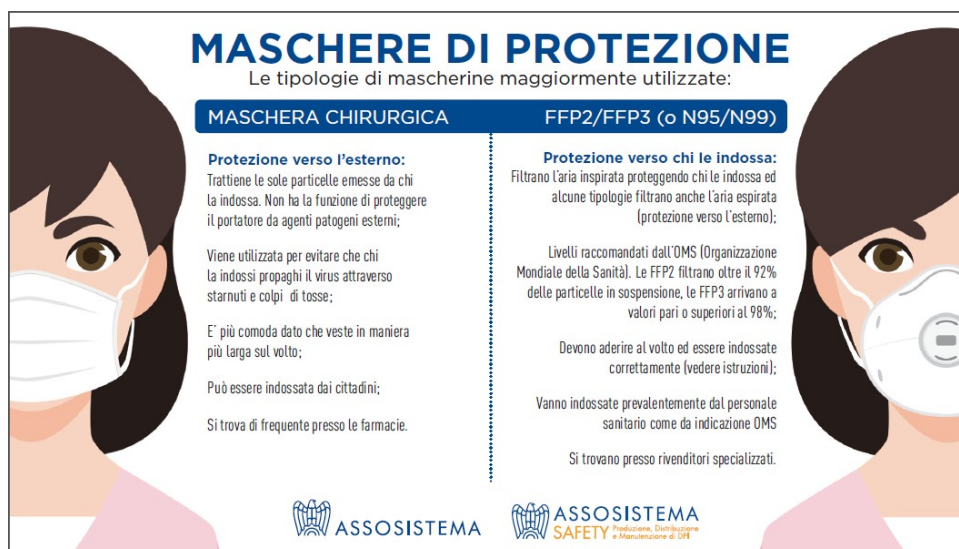 MASCHERE DI PROTEZIONE
Le tipologie di mascherine maggiormente utilizzate:
MASCHERA CHIRURGICA
Protezione verso l'esterno:
Trattiene le sole particelle emesse da chi
la indossa. Non ha la funzione di proteggere
il portatore da agenti patogeni esterni;
Viene utilizzata per evitare che chi
la indossi propaghi il virus attraverso
starnuti e colpi di tosse;
E' più comoda dato che veste in maniera
più larga sul volto;
Può essere indossata dai cittadini;
Si trova di frequente presso le farmacie.
FFP2/FFP3 (o N95/N99)
Protezione verso chi le indossa:
Filtrano l'aria inspirata proteggendo chi le indossa ed
alcune tipologie filtrano anche l'aria espirata
(protezione verso l'esterno);
Livelli raccomandati dall'OMS (Organizzazione
Mondiale della Sanità). Le FFP2 filtrano oltre il 92%
delle particelle in sospensione, le FFP3 arrivano a
valori pari o superiori al 98%;
Devono aderire al volto ed essere indossate
correttamente (vedere istruzioni);
Vanno indossate prevalentemente dal personale
sanitario come da indicazione OMS
Si trovano presso rivenditori specializzati.
ASSOSISTEMA
ASSOSISTEMA
SAFETY Produzione, Distribuzione
e Manutenzione di DPI